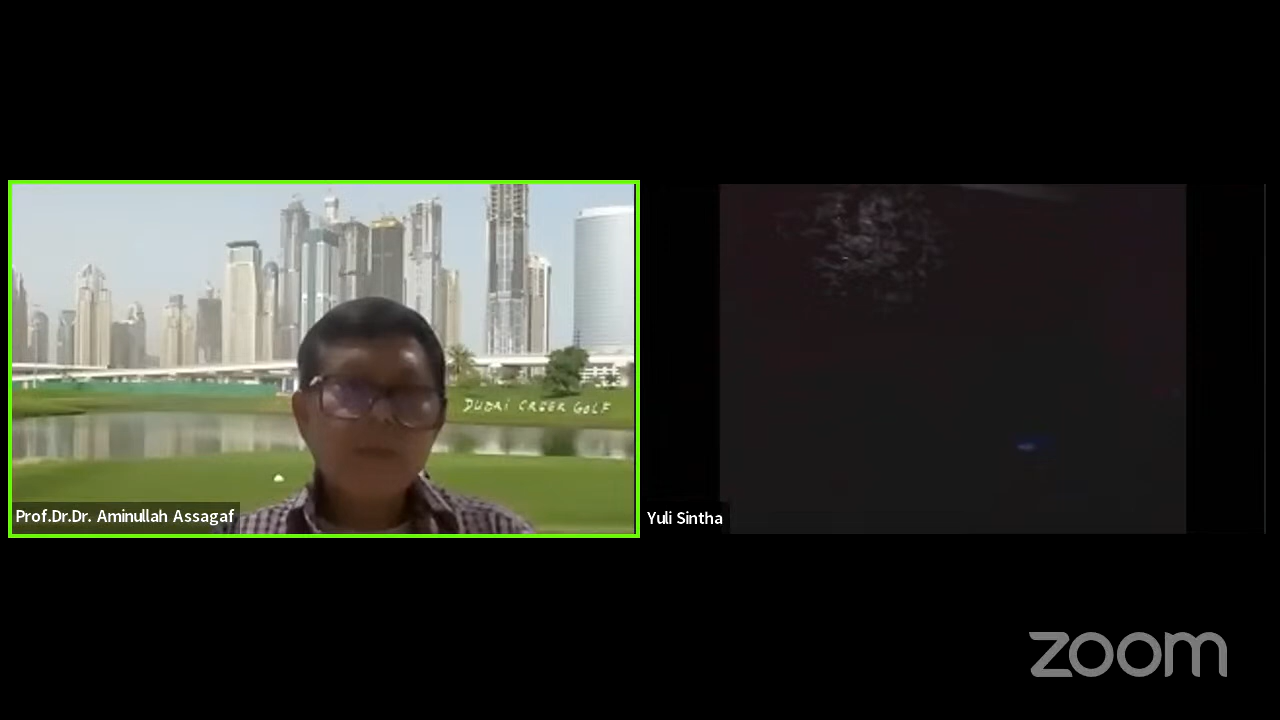 DUBAI CREEK GOLF
Prof.Dr.Dr. Aminullah Assagaf
Yuli Sintha
zoom